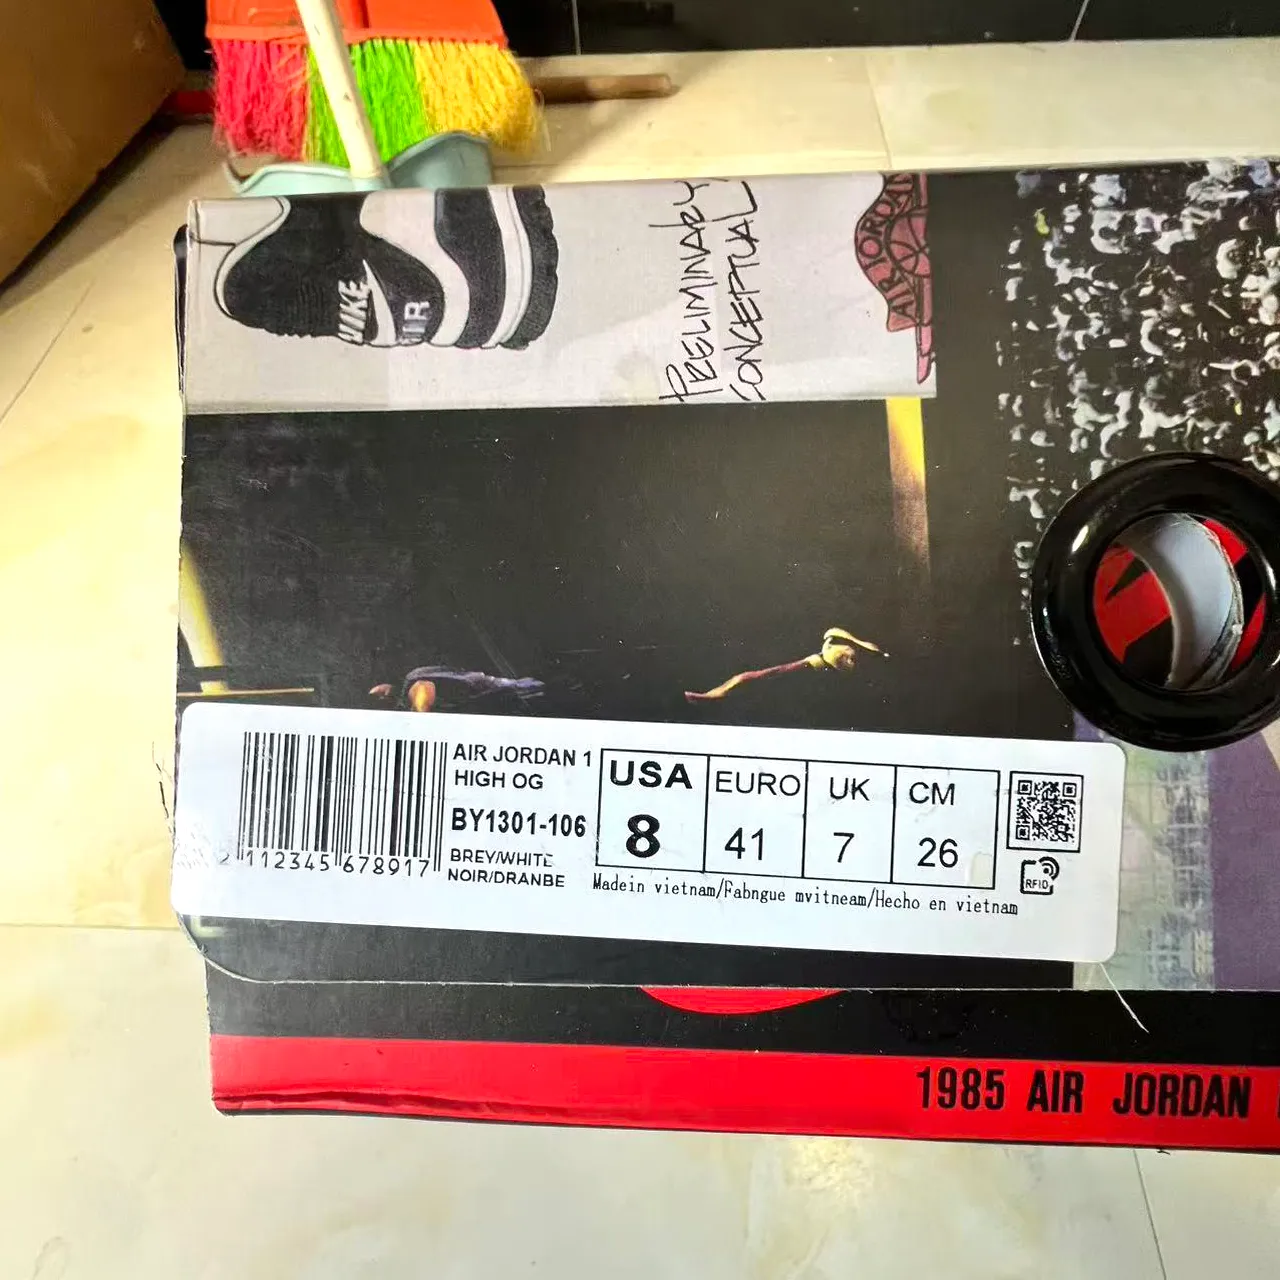 NIKE
AIR
PRELIMINARY
CONCEPTUAL
AIR JORDAN
AIR JORDAN 1
HIGH OG
BY1301-106
BREY/WHITE
NOIR/DRANBE
2 112345 678917
USA
8
EURO
41
UK
7
CM
26
RFID
Madein vietnam/Fabngue mvitneam/Hecho en vietnam
1985 AIR JORDAN